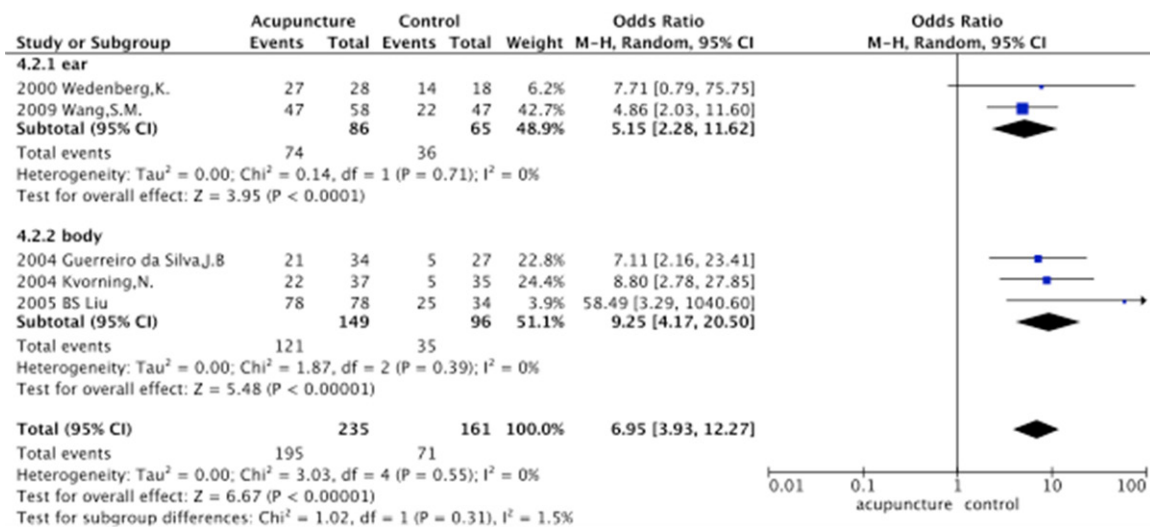 Acupuncture Control Odds Ratio Odds Ratio
Study or Subgroup Events Total Events Total Weight M-H, Random, 95% CI M-H, Random, 95% CI
4.2.1 ear
2000 Wedenberg,K. 27 28 14 18 6.2% 7.71 [0.79, 75.75]
2009 Wang,S.M. 47 58 22 47 42.7% 4.86 [2.03, 11.60]
Subtotal (95% CI) 86 65 48.9% 5.15 [2.28, 11.62]
Total events 74 36
Heterogeneity: Tau² = 0.00; Chi² = 0.14, df = 1 (P = 0.71); I² = 0%
Test for overall effect: Z = 3.95 (P < 0.0001)
4.2.2 body
2004 Guerreiro da Silva,J.B 21 34 5 27 22.8% 7.11 [2.16, 23.41]
2004 Kvorning,N. 22 37 5 35 24.4% 8.80 [2.78, 27.85]
2005 BS Liu 78 78 25 34 3.9% 58.49 [3.29, 1040.60]
Subtotal (95% CI) 149 96 51.1% 9.25 [4.17, 20.50]
Total events 121 35
Heterogeneity: Tau² = 0.00; Chi² = 1.87, df = 2 (P = 0.39); I² = 0%
Test for overall effect: Z = 5.48 (P < 0.00001)
Total (95% CI) 235 161 100.0% 6.95 [3.93, 12.27]
Total events 195 71
Heterogeneity: Tau² = 0.00; Chi² = 3.03, df = 4 (P = 0.55); I² = 0%
Test for overall effect: Z = 6.67 (P < 0.00001)
Test for subgroup differences: Chi² = 1.02, df = 1 (P = 0.31), I² = 1.5%
0.01 0.1 1 10 100
acupuncture control